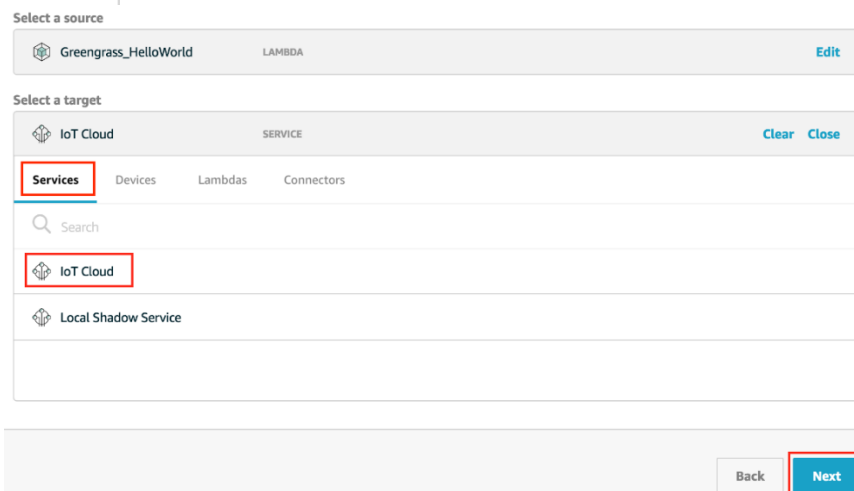 Select a source
Greengrass_HelloWorld LAMBDA Edit
Select a target
IoT Cloud SERVICE Clear Close
Services Devices Lambdas Connectors
Search
IoT Cloud
Local Shadow Service
Back Next